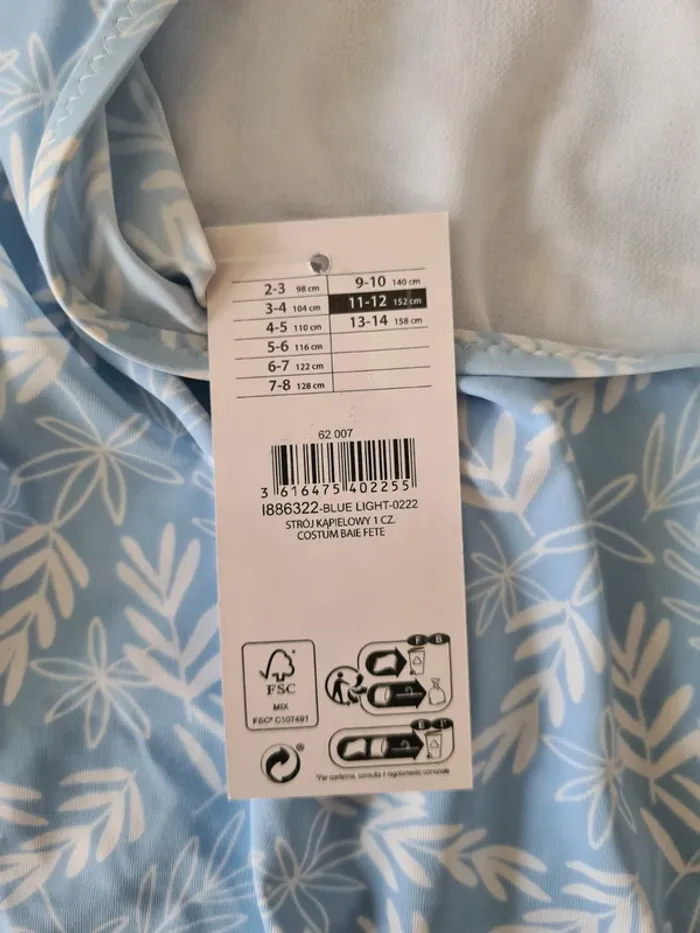 2-3 98 cm
3-4 104 cm
4-5 110 cm
5-6 116 cm
6-7 122 cm
7-8 128 cm
9-10 140 cm
11-12 152 cm
13-14 158 cm
62 007
3 616475 402255
I886322-BLUE LIGHT-0222
STRÓJ KĄPIELOWY 1 CZ.
COSTUM BAIE FETE
FSC
MIX
FSC® C107491
F B
E I*
®
*Per conferma, consulta il regolamento comunale